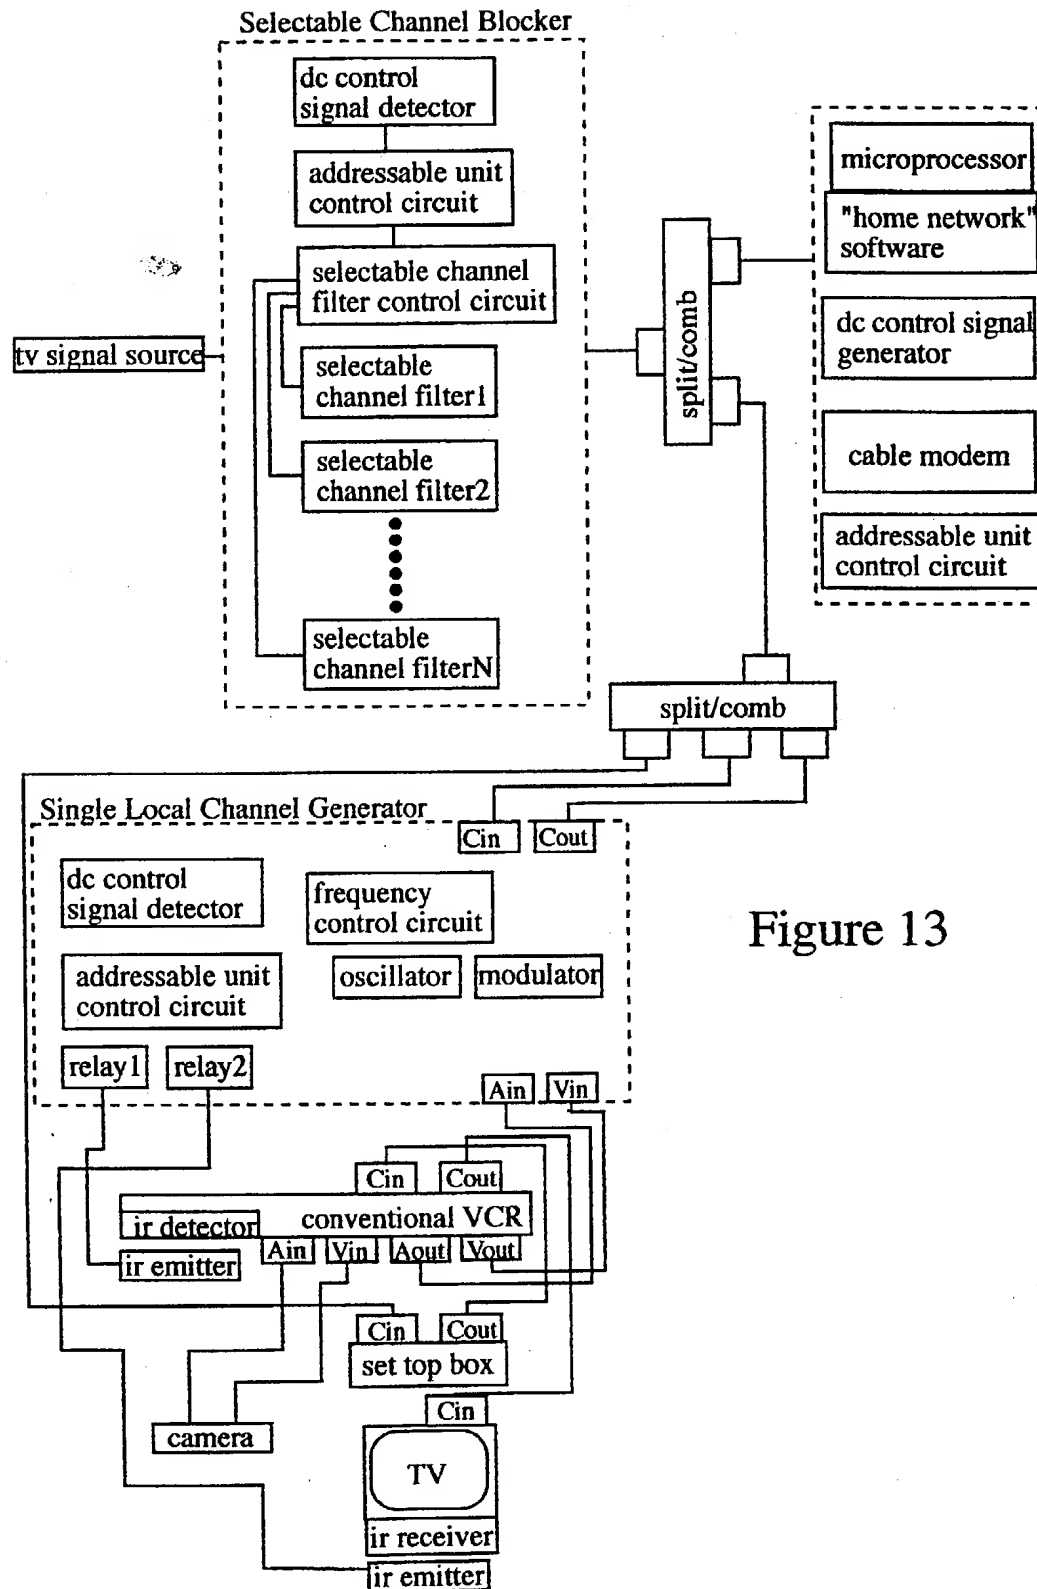 Selectable Channel Blocker
dc control
signal detector
addressable unit
control circuit
selectable channel
filter control circuit
tv signal source
selectable
channel filter1
selectable
channel filter2
selectable
channel filterN
split/comb
microprocessor
"home network"
software
dc control signal
generator
cable modem
addressable unit
control circuit
split/comb
Single Local Channel Generator
Cin
Cout
dc control
signal detector
frequency
control circuit
addressable unit
control circuit
oscillator
modulator
relay1
relay2
Ain
Vin
Figure 13
Cin
Cout
conventional VCR
ir detector
Ain
Vin
Aout
Vout
ir emitter
Cin
Cout
set top box
camera
Cin
TV
ir receiver
ir emitter